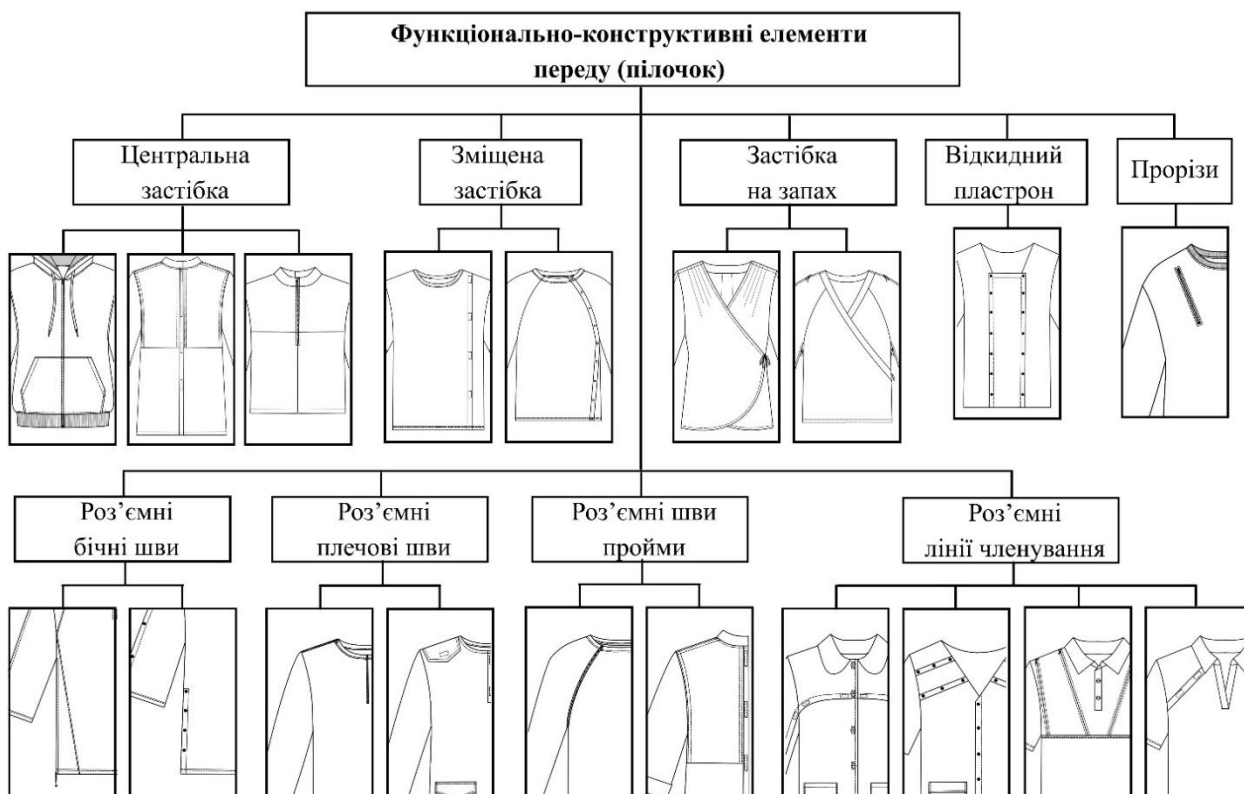 Функціонально-конструктивні елементи
переду (пілочок)
Центральна
застібка
Зміщена
застібка
Застібка
на запах
Відкидний
пластрон
Прорізи
Роз’ємні
бічні шви
Роз’ємні
плечові шви
Роз’ємні шви
пройми
Роз’ємні
лінії членування